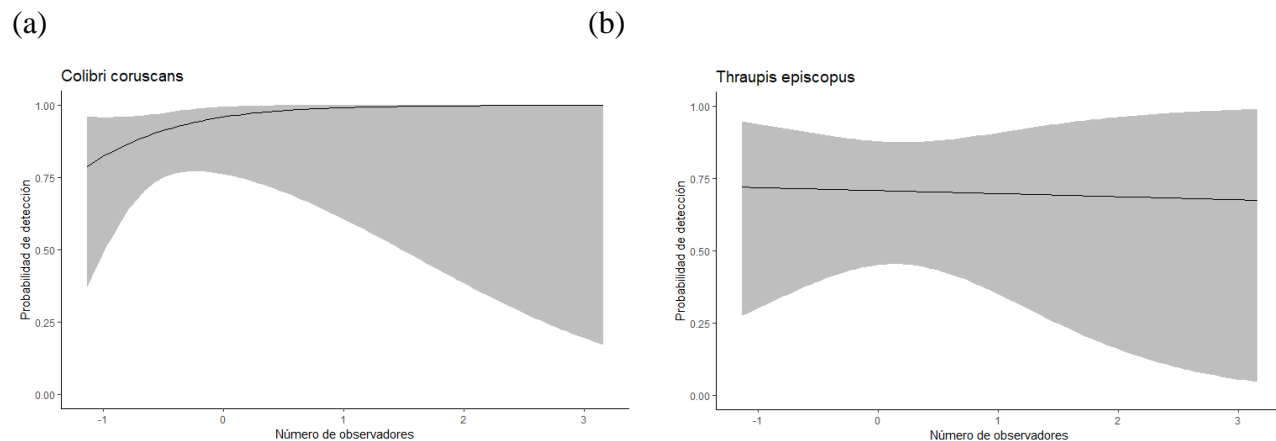 (a)
(b)
Colibri coruscans
Probabilidad de detección
1.00
0.75
0.50
0.25
0.00
-1
0
1
2
3
Número de observadores
Thraupis episcopus
Probabilidad de detección
1.00
0.75
0.50
0.25
0.00
-1
0
1
2
3
Número de observadores